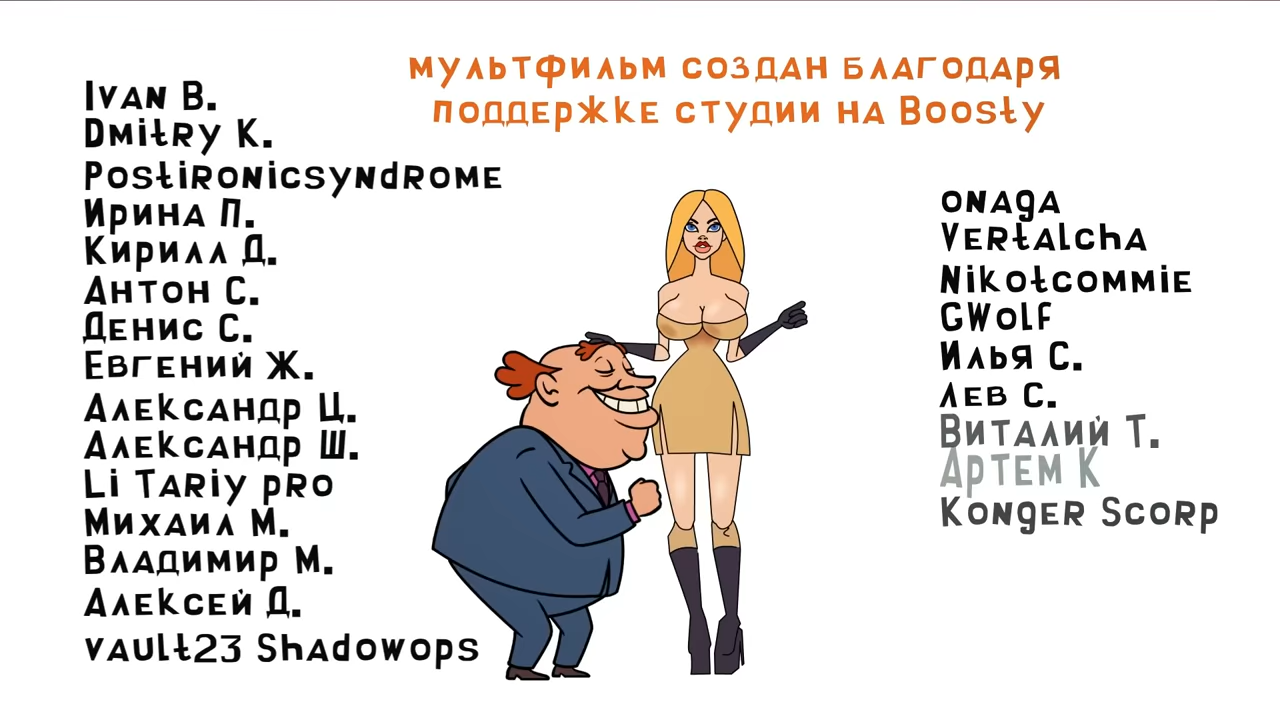 мультфильм создан благодаря
поддержке студии на Boosty
Ivan B.
Dmitry K.
Postironicsyndrome
Ирина П.
Кирилл Д.
Антон С.
Денис С.
Евгений Ж.
Александр Ц.
Александр Ш.
Li Tariy pro
Михаил М.
Владимир М.
Алексей Д.
vault23 Shadowops
onaga
Vertalcha
Nikotcommie
GWolf
Илья С.
Лев С.
Виталий Т.
Артем К
Konger Scorp